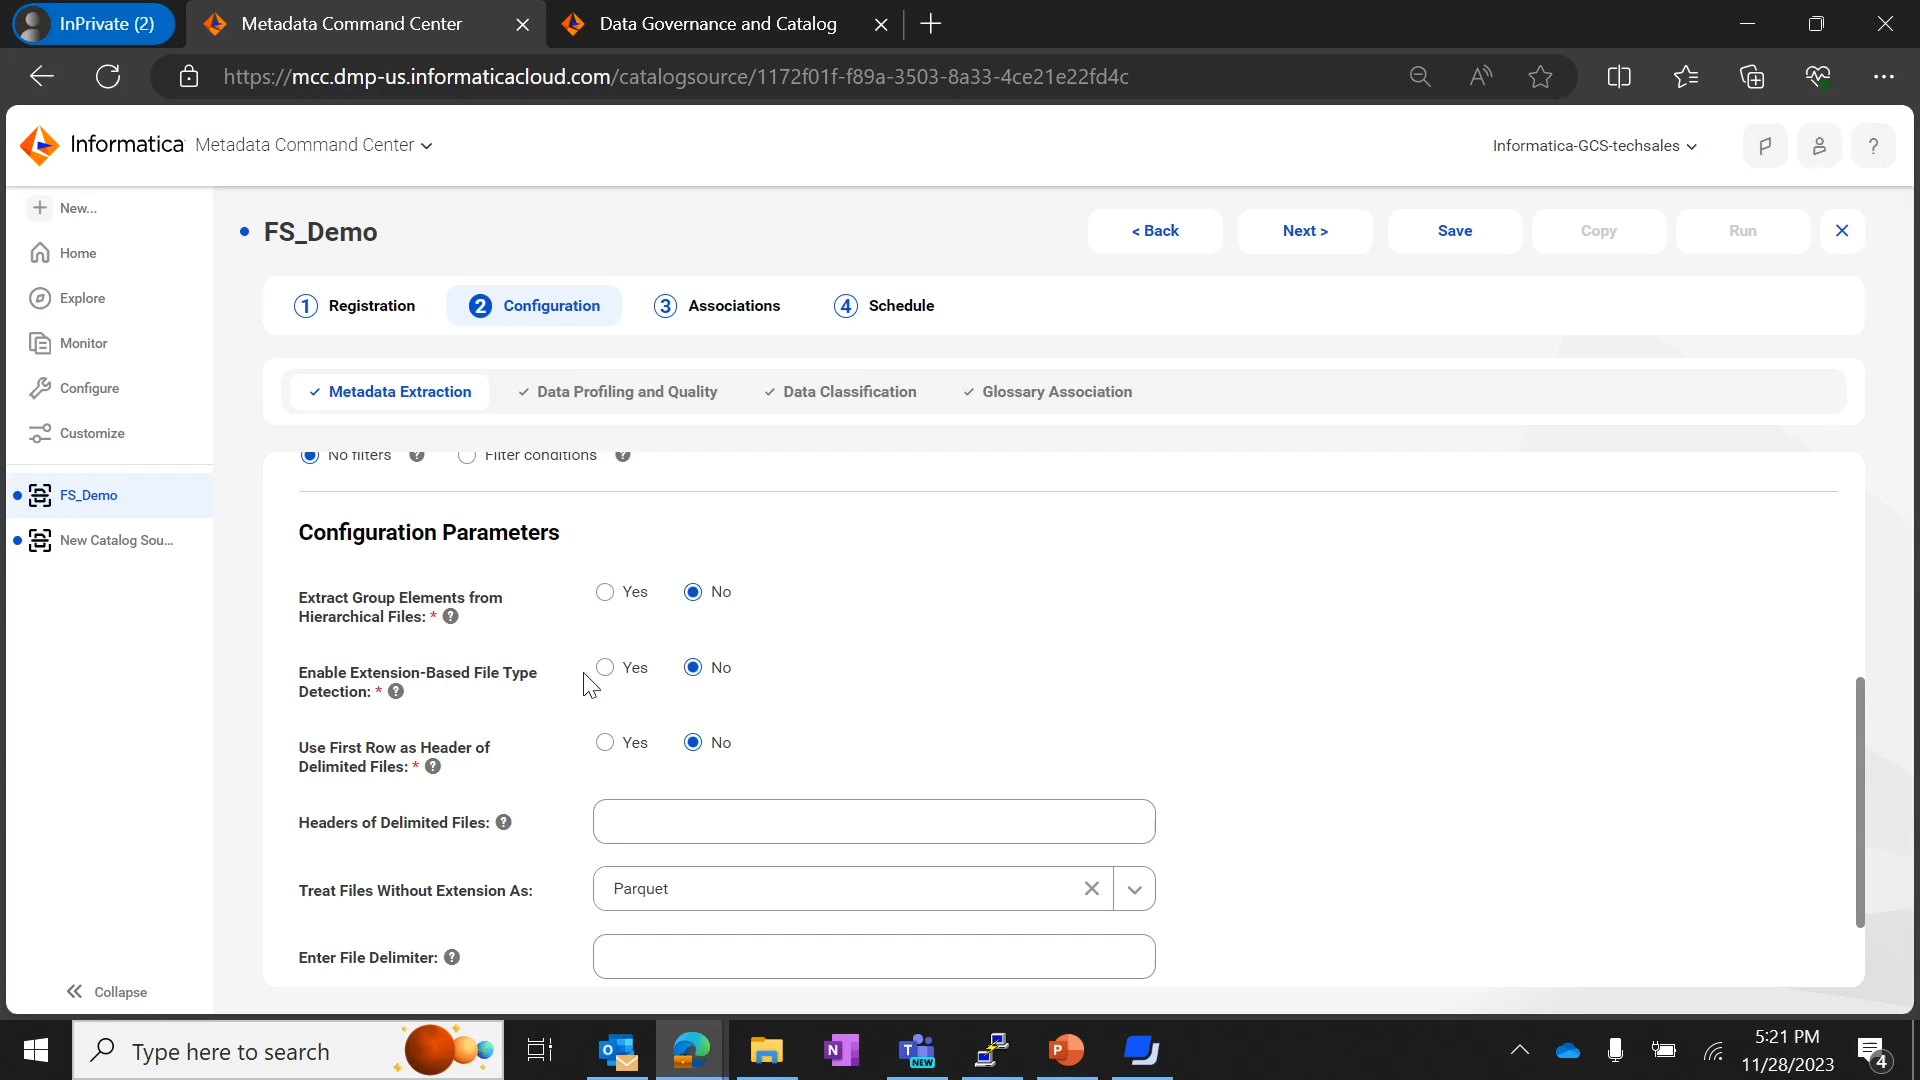 InPrivate (2)
Metadata Command Center
Data Governance and Catalog
https://mcc.dmp-us.informaticacloud.com/catalogsource/1172f01f-f89a-3503-8a33-4ce21e22fd4c
Informatica Metadata Command Center
Informatica-GCS-techsales
?
New...
Home
Explore
Monitor
Configure
Customize
FS_Demo
New Catalog Sou...
Collapse
FS_Demo
< Back
Next >
Save
Copy
Run
1 Registration
2 Configuration
3 Associations
4 Schedule
Metadata Extraction
Data Profiling and Quality
Data Classification
Glossary Association
No filters ?
Filter conditions ?
Configuration Parameters
Extract Group Elements from
Hierarchical Files: * ?
Yes No
Enable Extension-Based File Type
Detection: * ?
Yes No
Use First Row as Header of
Delimited Files: * ?
Yes No
Headers of Delimited Files: ?
Treat Files Without Extension As:
Parquet
Enter File Delimiter: ?
Type here to search
NEW
5:21 PM
11/28/2023
4